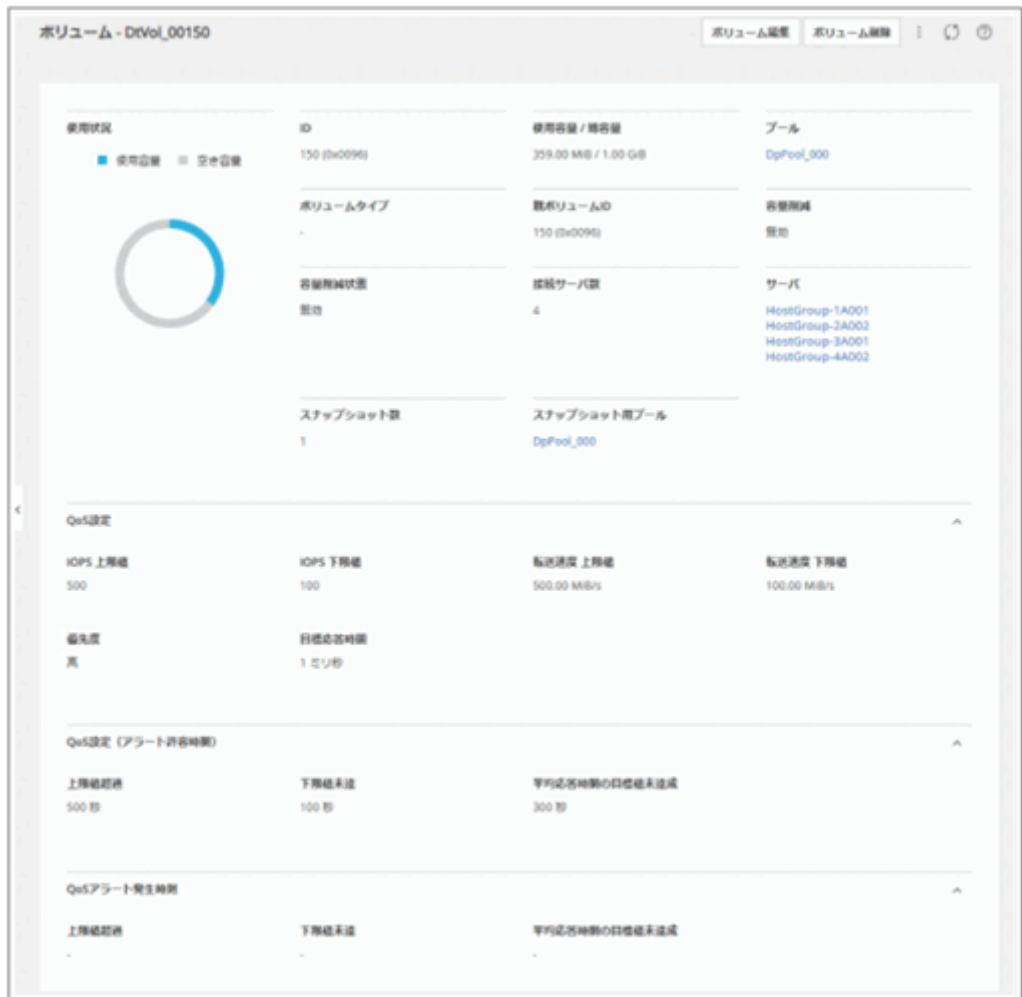 ボリューム - DtVol_00150
ボリューム編集 ボリューム削除
使用状況
使用容量 空き容量
ID
150 (0x0096)
使用容量 / 総容量
359.00 MiB / 1.00 GiB
プール
DpPool_000
ボリュームタイプ
-
親ボリュームID
150 (0x0096)
容量削減
無効
容量削減状態
無効
接続サーバ数
4
サーバ
HostGroup-1A001
HostGroup-2A002
HostGroup-3A001
HostGroup-4A002
スナップショット数
1
スナップショット用プール
DpPool_000
QoS設定
IOPS 上限値
500
IOPS 下限値
100
転送速度 上限値
500.00 MiB/s
転送速度 下限値
100.00 MiB/s
優先度
高
目標応答時間
1 ミリ秒
QoS設定（アラート許容時間）
上限値超過
500 秒
下限値未達
100 秒
平均応答時間の目標値未達成
300 秒
QoSアラート発生時刻
上限値超過
-
下限値未達
-
平均応答時間の目標値未達成
-